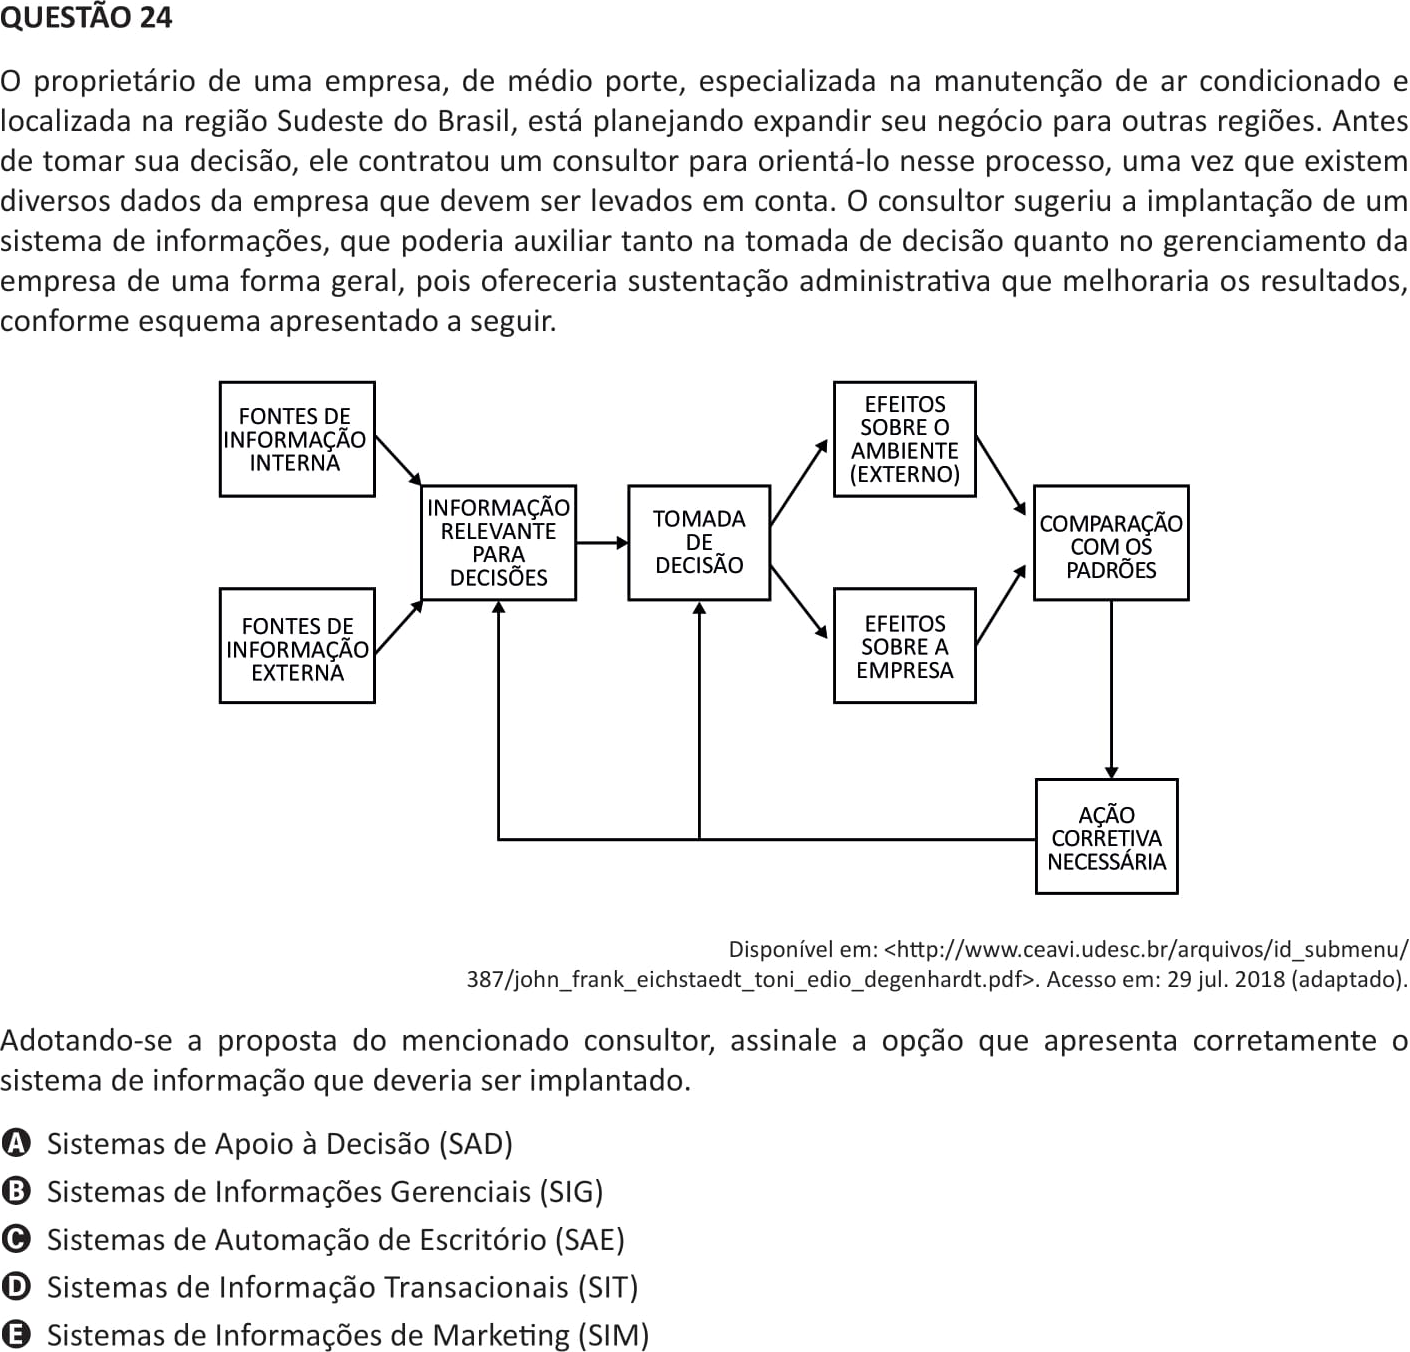 QUESTÃO 24
O proprietário de uma empresa, de médio porte, especializada na manutenção de ar condicionado e
localizada na região Sudeste do Brasil, está planejando expandir seu negócio para outras regiões. Antes
de tomar sua decisão, ele contratou um consultor para orientá-lo nesse processo, uma vez que existem
diversos dados da empresa que devem ser levados em conta. O consultor sugeriu a implantação de um
sistema de informações, que poderia auxiliar tanto na tomada de decisão quanto no gerenciamento da
empresa de uma forma geral, pois ofereceria sustentação administrativa que melhoraria os resultados,
conforme esquema apresentado a seguir.
FONTES DE
INFORMAÇÃO
INTERNA
FONTES DE
INFORMAÇÃO
EXTERNA
INFORMAÇÃO
RELEVANTE
PARA
DECISÕES
TOMADA
DE
DECISÃO
EFEITOS
SOBRE O
AMBIENTE
(EXTERNO)
EFEITOS
SOBRE A
EMPRESA
COMPARAÇÃO
COM OS
PADRÕES
AÇÃO
CORRETIVA
NECESSÁRIA
Disponível em: <http://www.ceavi.udesc.br/arquivos/id_submenu/
387/john_frank_eichstaedt_toni_edio_degenhardt.pdf>. Acesso em: 29 jul. 2018 (adaptado).
Adotando-se a proposta do mencionado consultor, assinale a opção que apresenta corretamente o
sistema de informação que deveria ser implantado.
A Sistemas de Apoio à Decisão (SAD)
B Sistemas de Informações Gerenciais (SIG)
C Sistemas de Automação de Escritório (SAE)
D Sistemas de Informação Transacionais (SIT)
E Sistemas de Informações de Marketing (SIM)